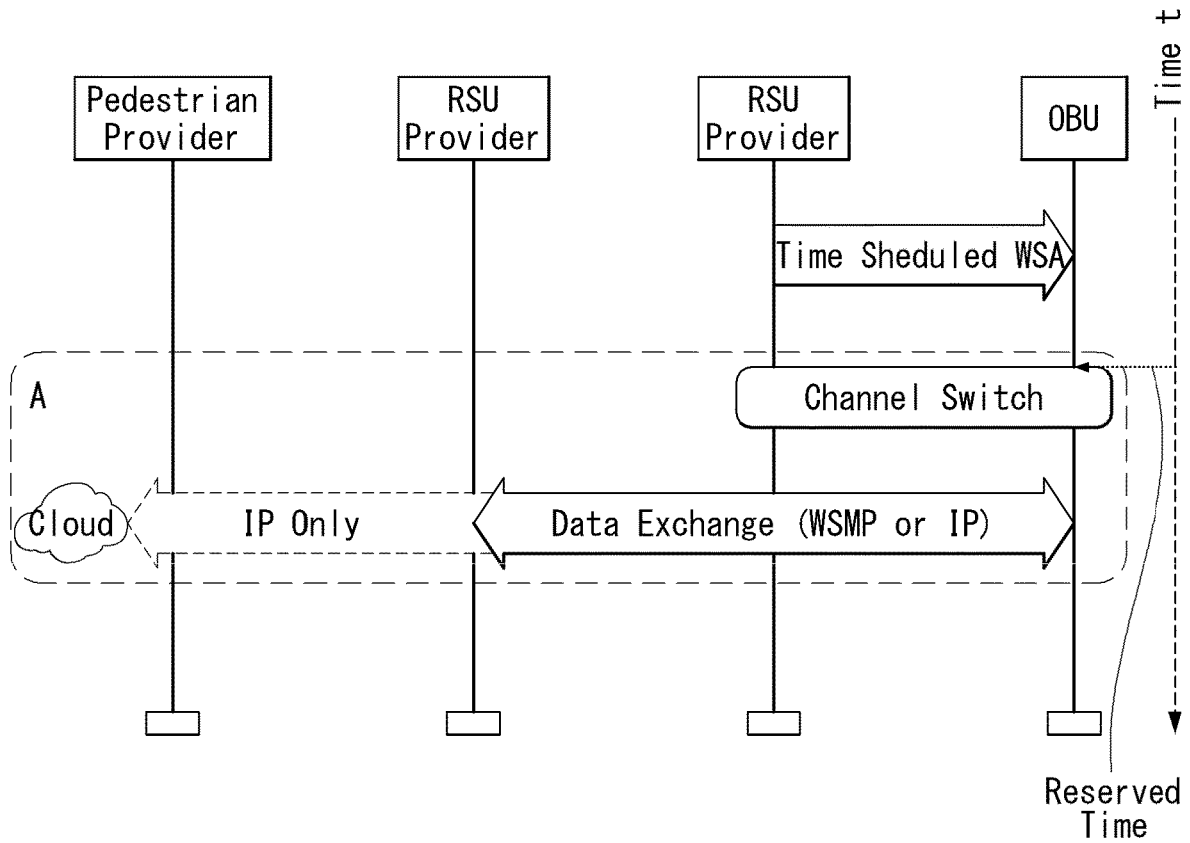 Time t
Pedestrian
Provider
RSU
Provider
RSU
Provider
OBU
Time Sheduled WSA
A
Channel Switch
Cloud
IP Only
Data Exchange (WSMP or IP)
Reserved
Time